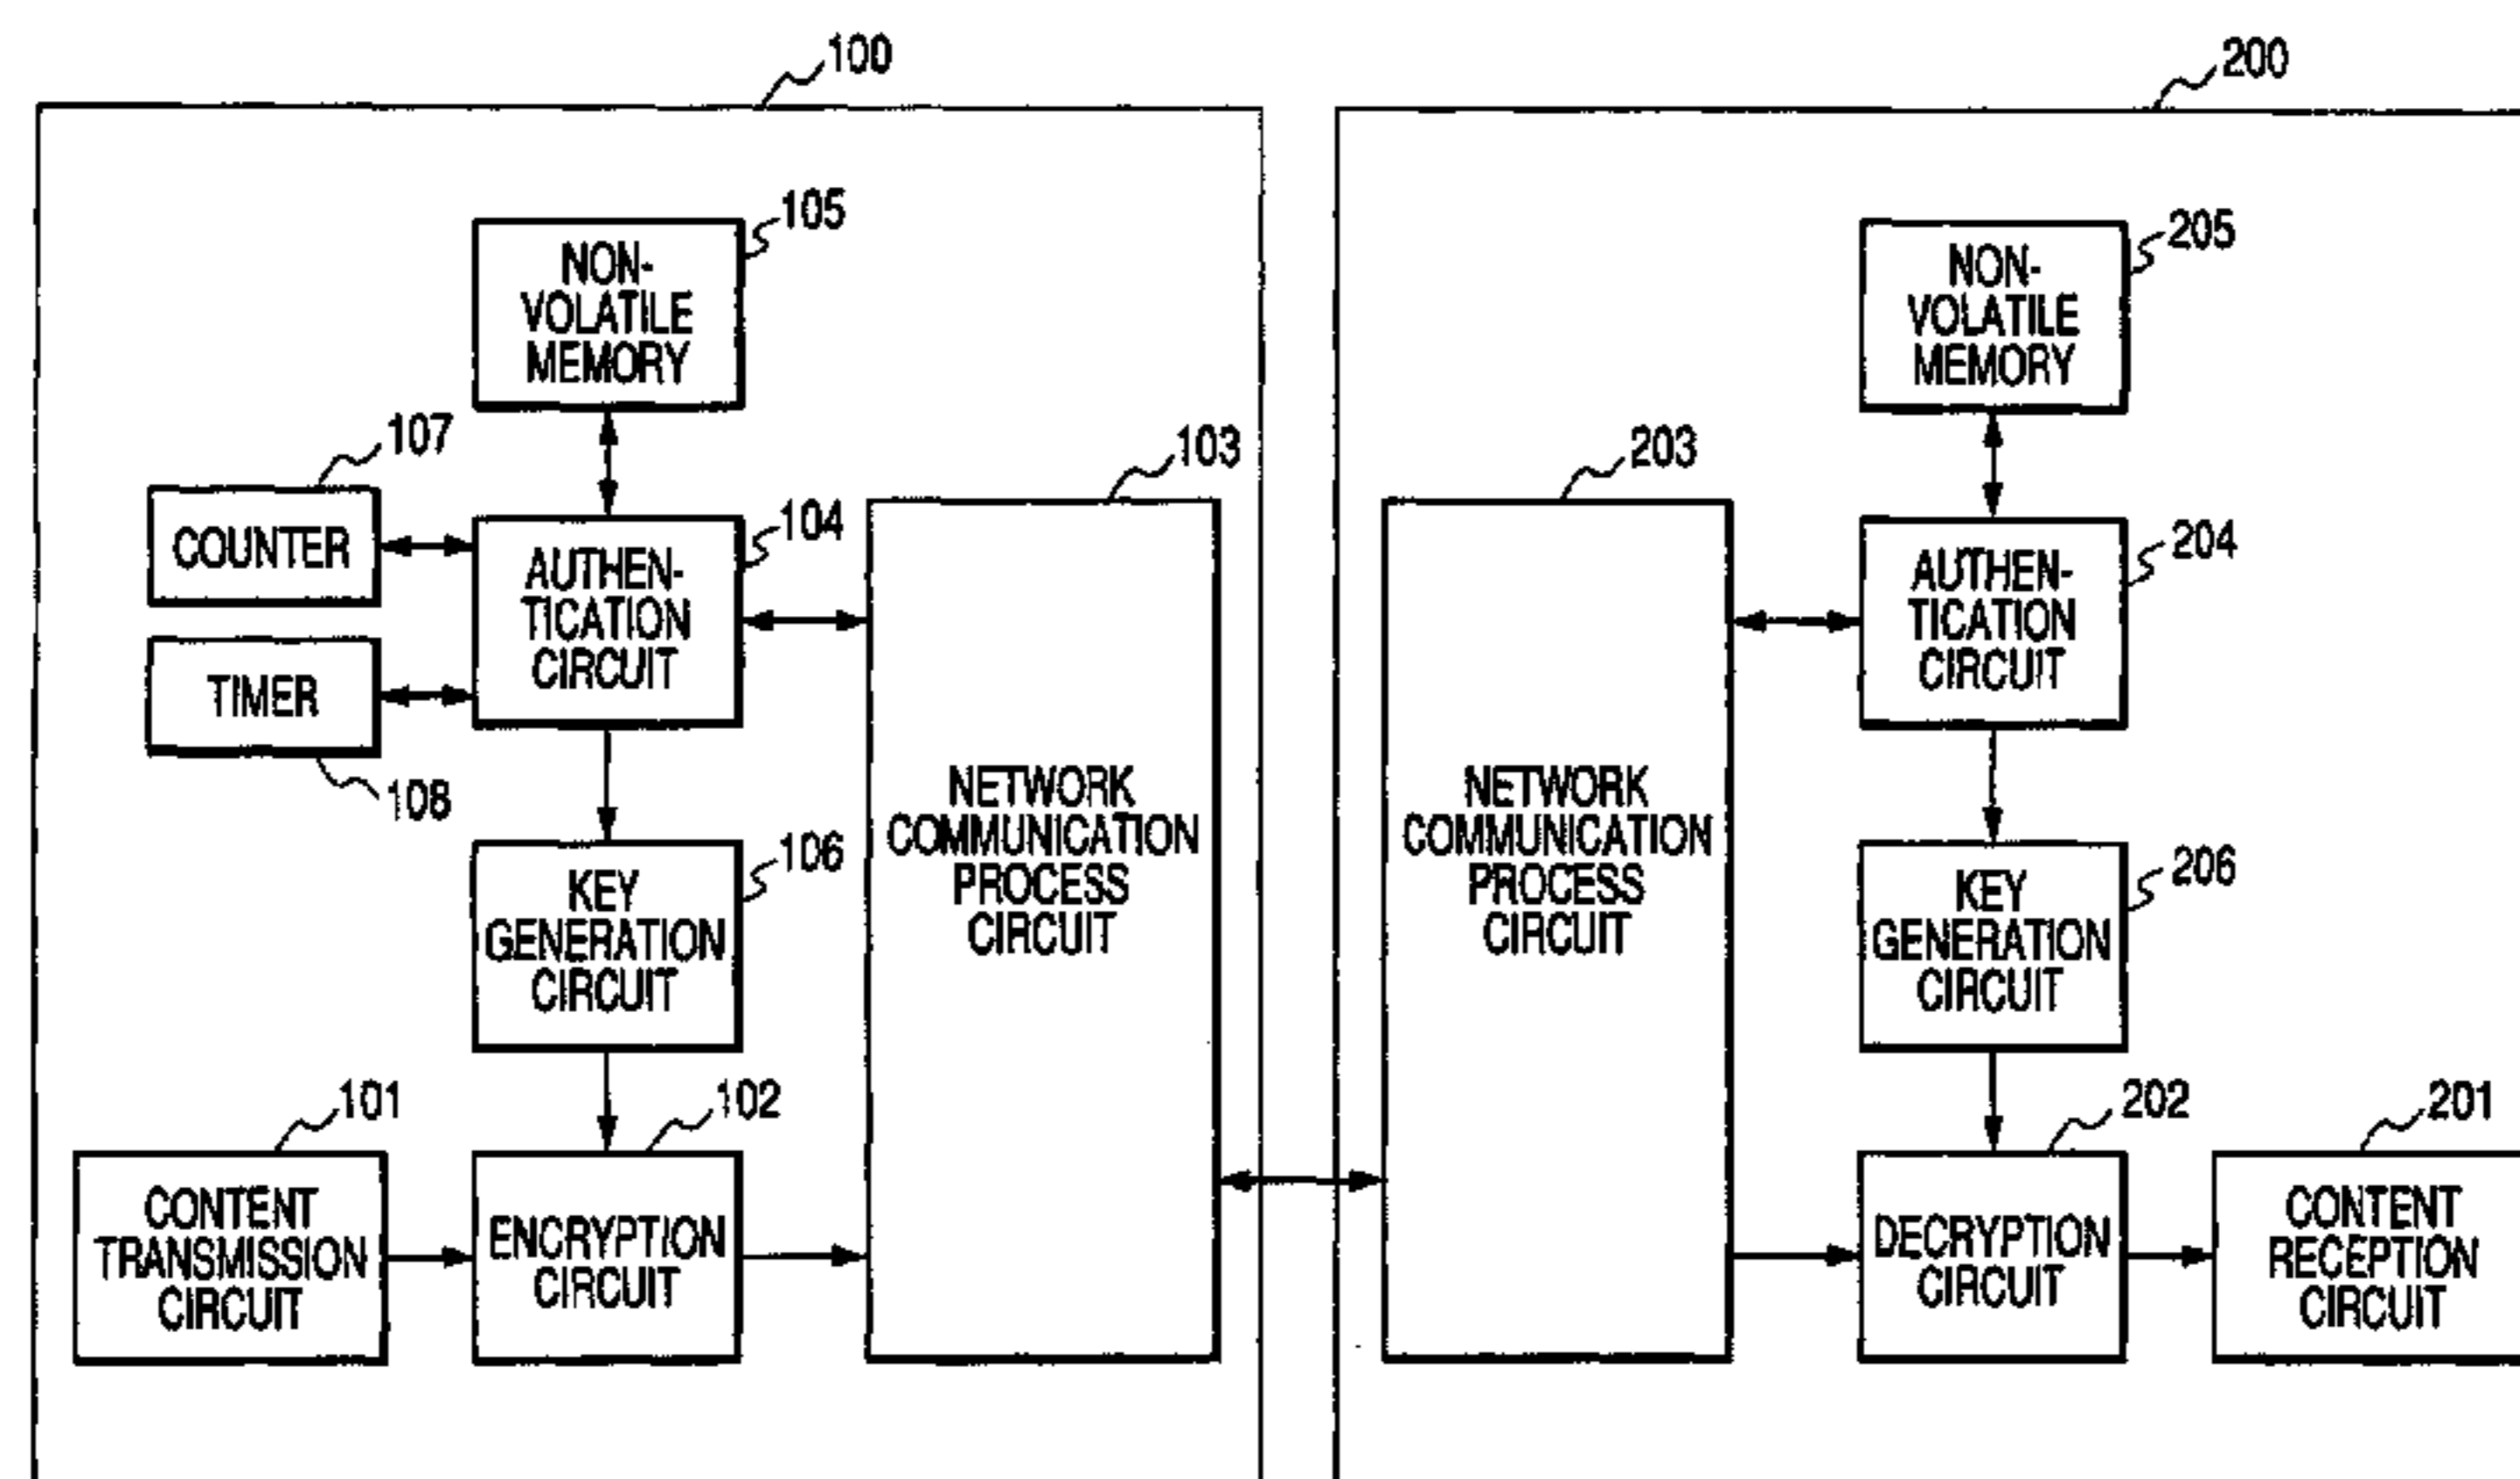 100
200
105
NON-
VOLATILE
MEMORY
205
NON-
VOLATILE
MEMORY
107
COUNTER
104
AUTHEN-
TICATION
CIRCUIT
103
NETWORK
COMMUNICATION
PROCESS
CIRCUIT
203
NETWORK
COMMUNICATION
PROCESS
CIRCUIT
204
AUTHEN-
TICATION
CIRCUIT
TIMER
108
106
KEY
GENERATION
CIRCUIT
206
KEY
GENERATION
CIRCUIT
101
CONTENT
TRANSMISSION
CIRCUIT
102
ENCRYPTION
CIRCUIT
202
DECRYPTION
CIRCUIT
201
CONTENT
RECEPTION
CIRCUIT